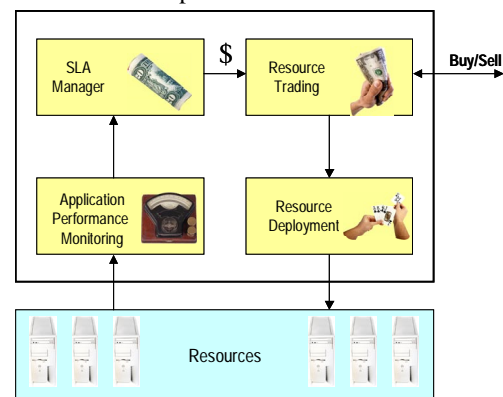 SLA
Manager
$
Resource
Trading
Buy/Sell
Application
Performance
Monitoring
Resource
Deployment
Resources